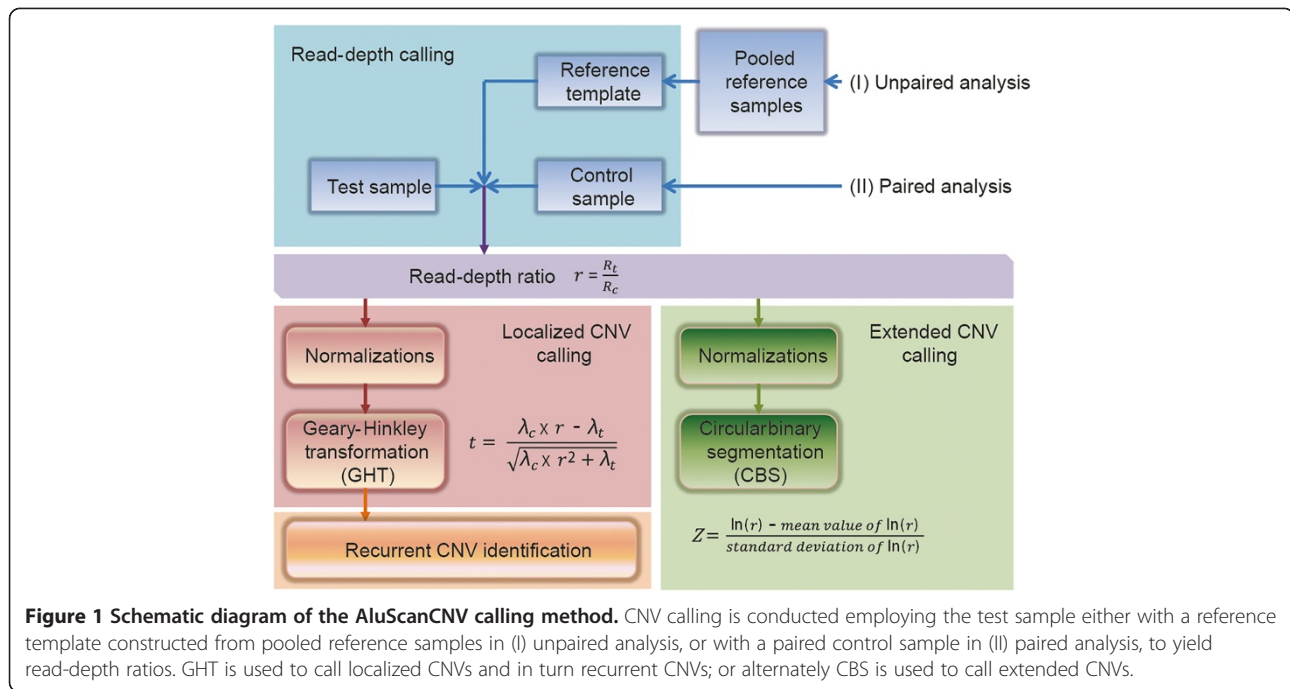 Read-depth calling
Reference
template
Pooled
reference
samples
(I) Unpaired analysis
Test sample
Control
sample
(II) Paired analysis
Read-depth ratio r = R_t / R_c
Localized CNV
calling
Normalizations
Geary-Hinkley
transformation
(GHT)
t = (λ_c X r - λ_t) / √(λ_c X r² + λ_t)
Recurrent CNV identification
Extended CNV
calling
Normalizations
Circularbinary
segmentation
(CBS)
Z = (ln(r) - mean value of ln(r)) / (standard deviation of ln(r))
Figure 1 Schematic diagram of the AluScanCNV calling method. CNV calling is conducted employing the test sample either with a reference
template constructed from pooled reference samples in (I) unpaired analysis, or with a paired control sample in (II) paired analysis, to yield
read-depth ratios. GHT is used to call localized CNVs and in turn recurrent CNVs; or alternately CBS is used to call extended CNVs.